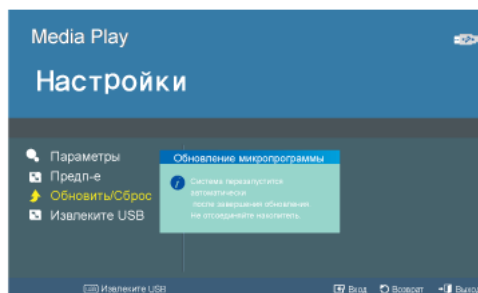 Media Play
Настройки
Параметры
Предп-е
Обновить/Сброс
Извлеките USB
Обновление микропрограммы
Система перезапустится
автоматически
после завершения обновления.
Не отсоединяйте накопитель.
Извлеките USB
Вход
Возврат
Выход